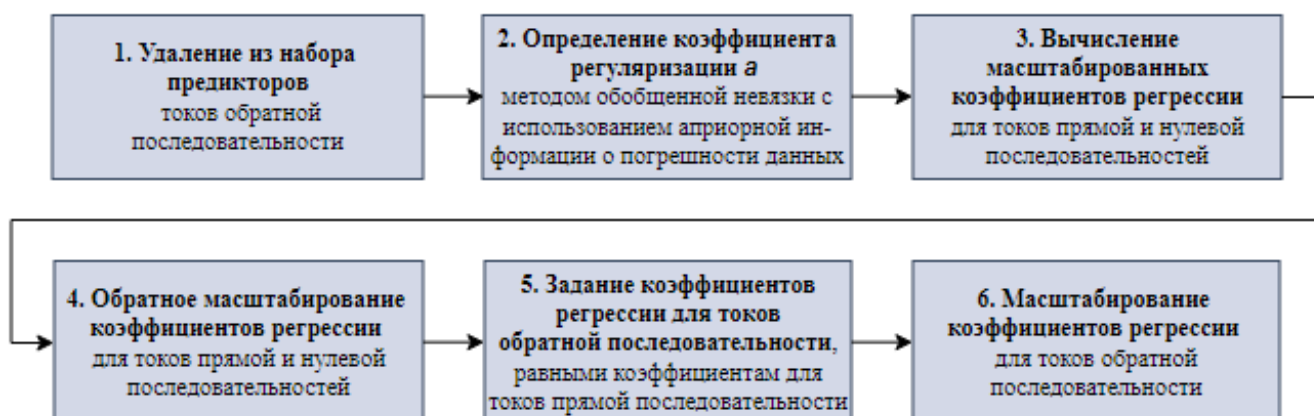 1. Удаление из набора
предикторов
токов обратной
последовательности
2. Определение коэффициента
регуляризации a
методом обобщенной невязки с
использованием априорной ин-
формации о погрешности данных
3. Вычисление
масштабированных
коэффициентов регрессии
для токов прямой и нулевой
последовательностей
4. Обратное масштабирование
коэффициентов регрессии
для токов прямой и нулевой
последовательностей
5. Задание коэффициентов
регрессии для токов
обратной последовательности,
равными коэффициентам для
токов прямой последовательности
6. Масштабирование
коэффициентов регрессии
для токов обратной
последовательности